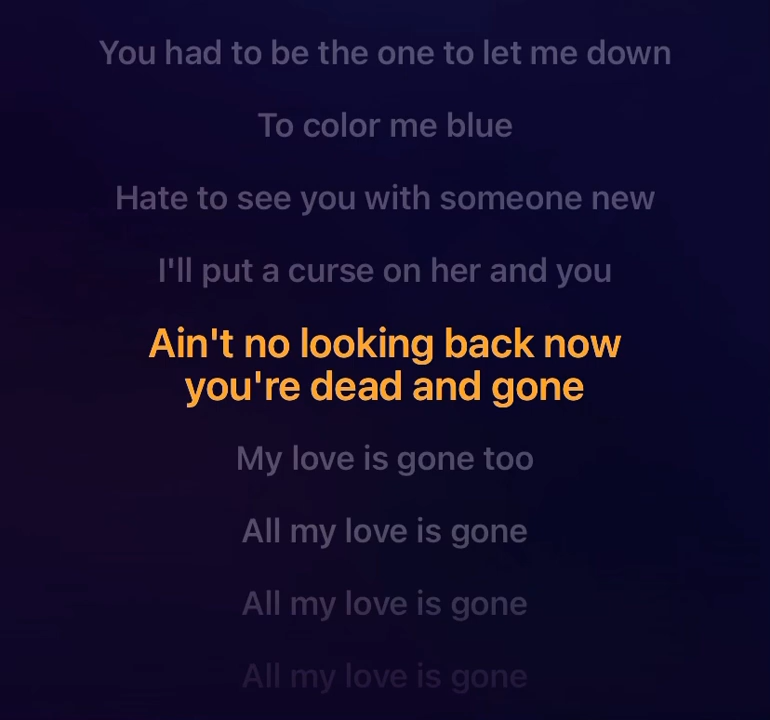 You had to be the one to let me down
To color me blue
Hate to see you with someone new
I'll put a curse on her and you
Ain't no looking back now
you're dead and gone
My love is gone too
All my love is gone
All my love is gone
All my love is gone